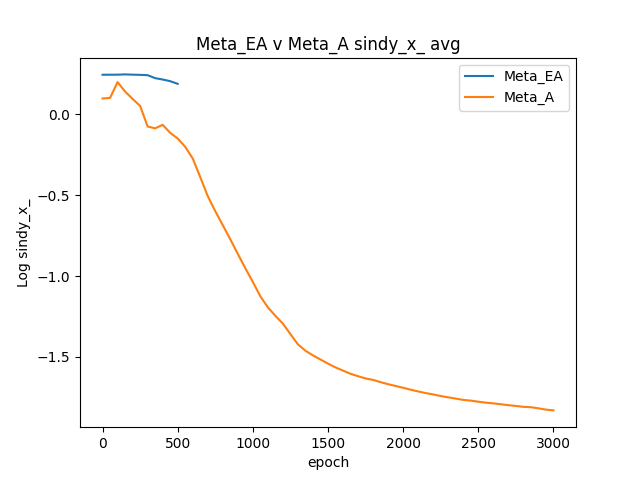 Meta_EA v Meta_A sindy_x_ avg
Meta_EA
Meta_A
0.0
−0.5
−1.0
−1.5
Log sindy_x_
0 500 1000 1500 2000 2500 3000
epoch